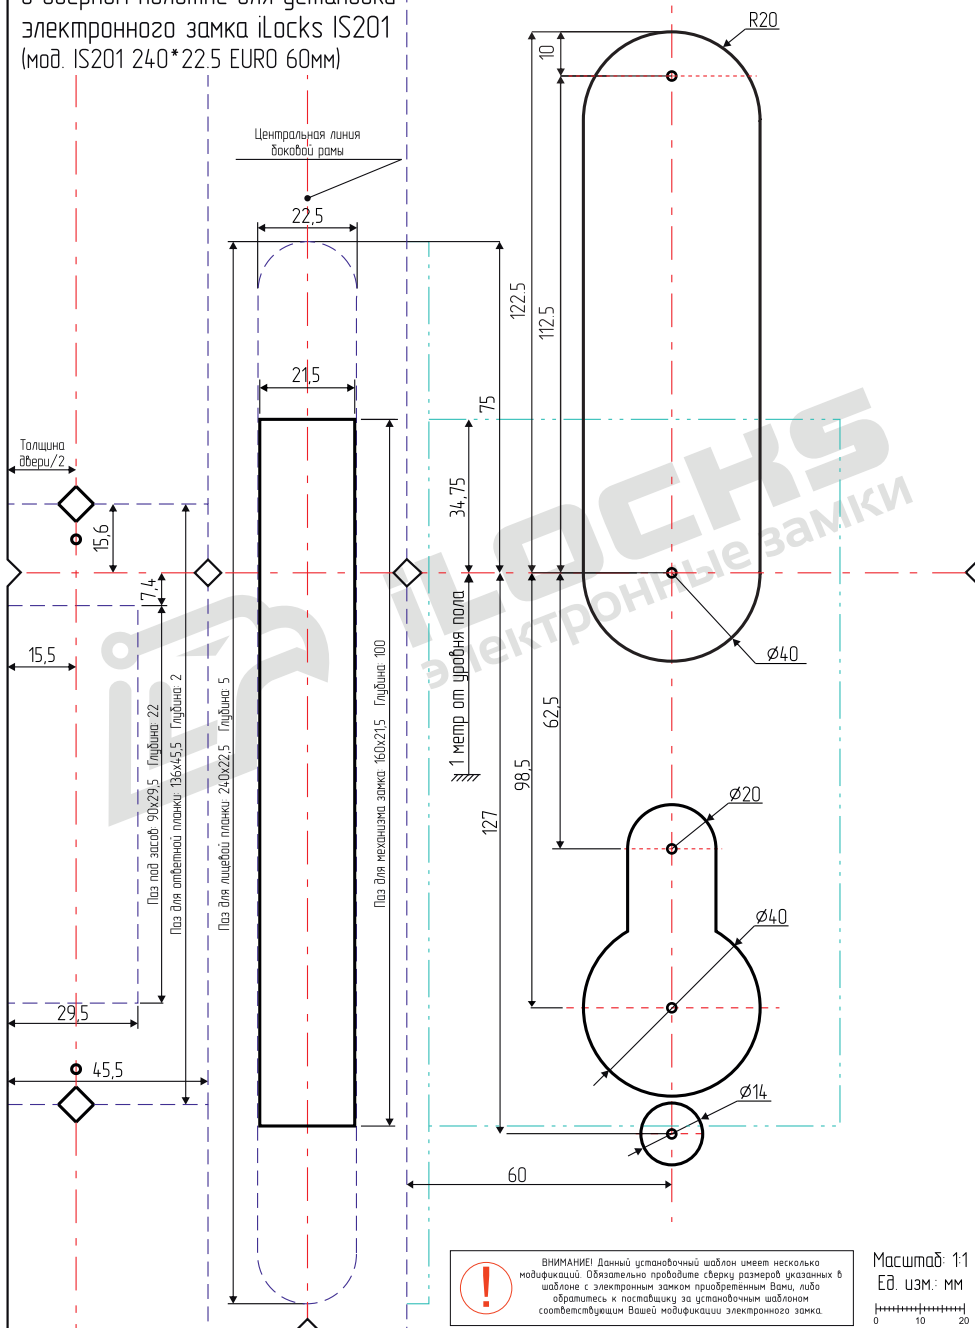 электронного замка iLocks IS201
(мод. IS201 240*22.5 EURO 60мм)
R20
10
Центральная линия
боковой рамы
22,5
122.5
112.5
21,5
75
Толщина
двери/2
34,75
15,6
7,4
iLOCKS
электронные замки
15,5
1 метр от уровня пола
Ø40
62,5
98,5
127
Паз под засов: 90x29,5 Глубина: 22
Паз для ответной планки: 136x45,5 Глубина: 2
Паз для лицевой планки: 240x22,5 Глубина: 5
Паз для механизма замка: 160x21,5 Глубина: 100
Ø20
Ø40
29,5
45,5
Ø14
60
ВНИМАНИЕ! Данный установочный шаблон имеет несколько
модификаций. Обязательно проводите сверку размеров указанных в
шаблоне с электронным замком приобретённым Вами, либо
обратитесь к поставщику за установочным шаблоном
соответствующим Вашей модификации электронного замка.
Масштаб: 1:1
Ед. изм.: мм
0 10 20